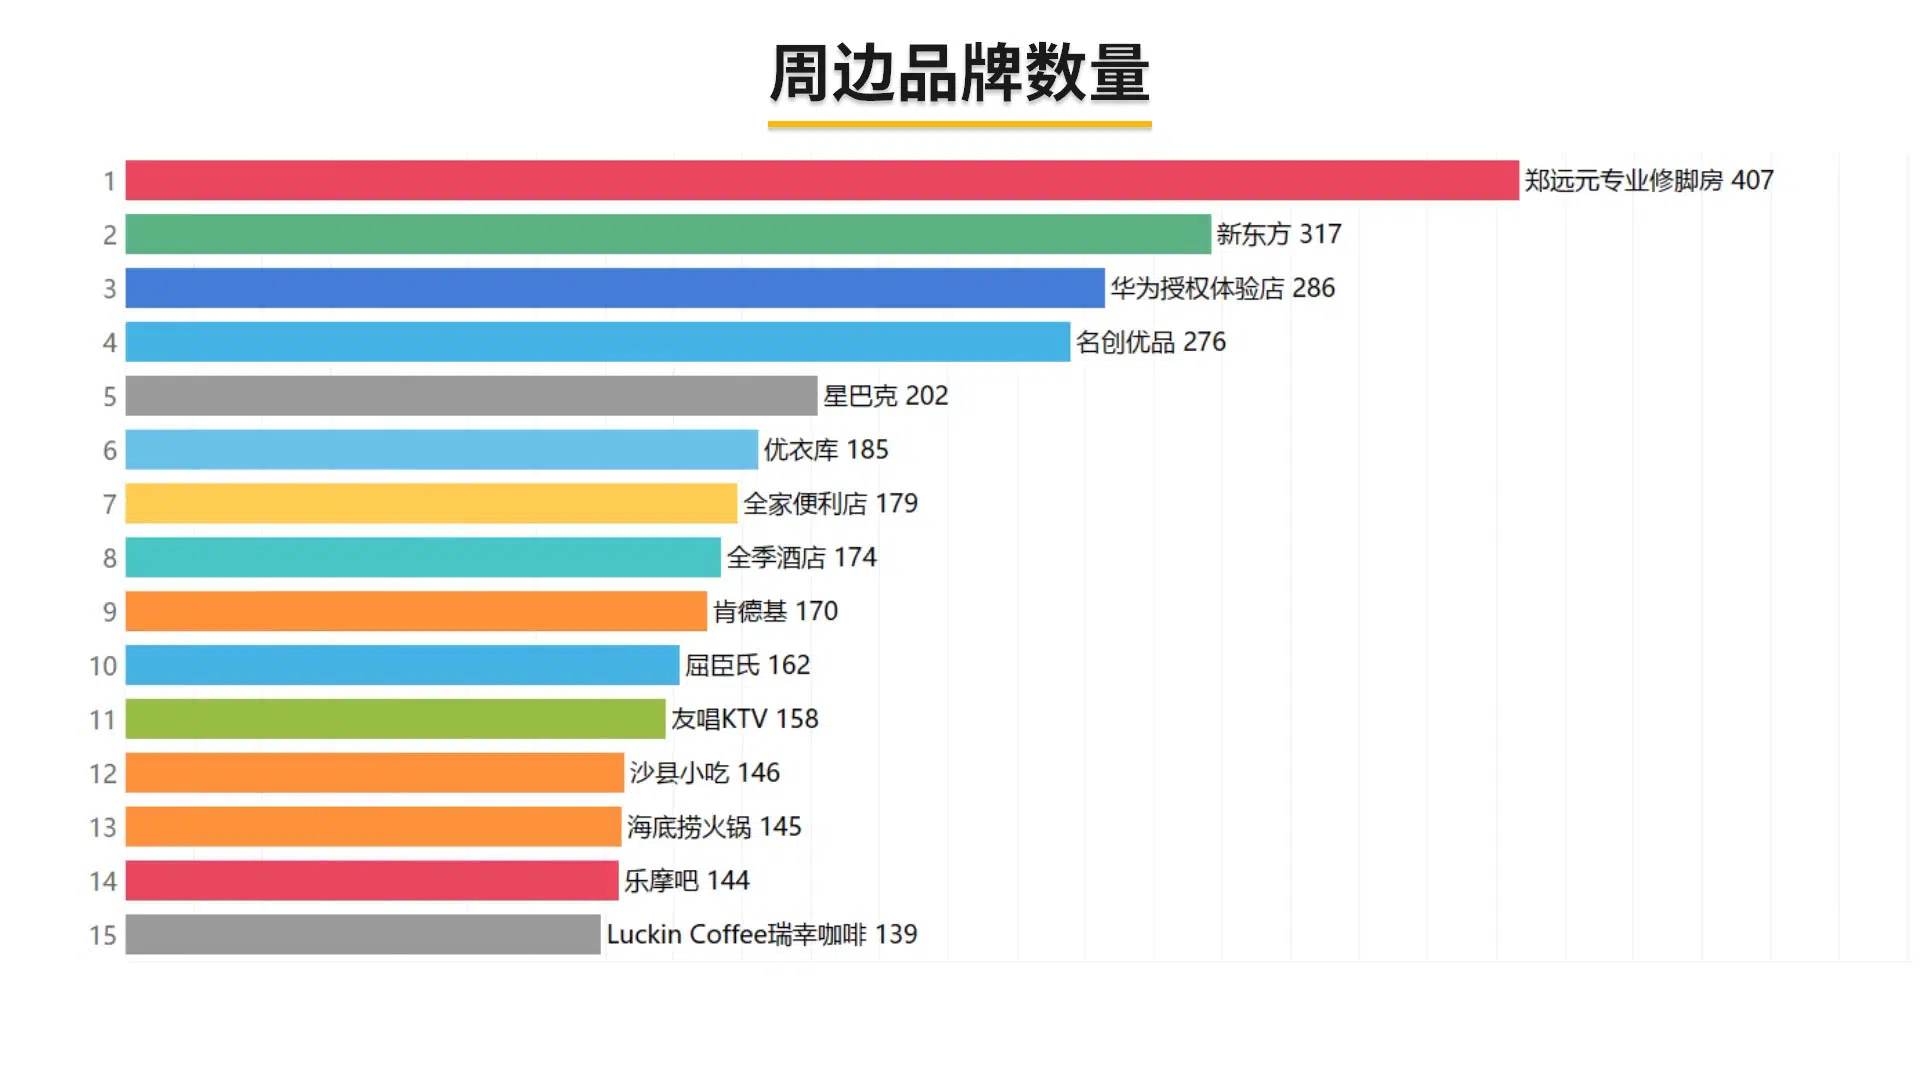 周边品牌数量
1 郑远元专业修脚房 407
2 新东方 317
3 华为授权体验店 286
4 名创优品 276
5 星巴克 202
6 优衣库 185
7 全家便利店 179
8 全季酒店 174
9 肯德基 170
10 屈臣氏 162
11 友唱KTV 158
12 沙县小吃 146
13 海底捞火锅 145
14 乐摩吧 144
15 Luckin Coffee瑞幸咖啡 139